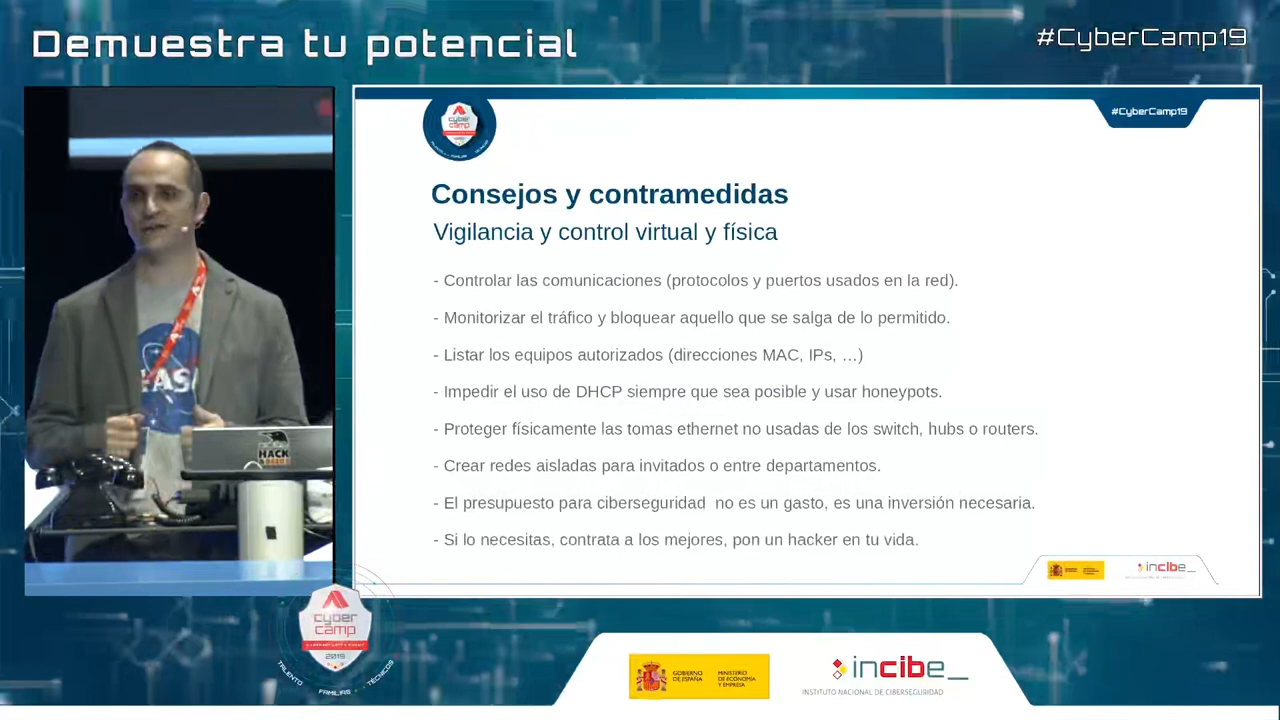 Demuestra tu potencial
#CyberCamp19
#CyberCamp19
cyber
camp
Consejos y contramedidas
Vigilancia y control virtual y física
- Controlar las comunicaciones (protocolos y puertos usados en la red).
- Monitorizar el tráfico y bloquear aquello que se salga de lo permitido.
- Listar los equipos autorizados (direcciones MAC, IPs, …)
- Impedir el uso de DHCP siempre que sea posible y usar honeypots.
- Proteger físicamente las tomas ethernet no usadas de los switch, hubs o routers.
- Crear redes aisladas para invitados o entre departamentos.
- El presupuesto para ciberseguridad  no es un gasto, es una inversión necesaria.
- Si lo necesitas, contrata a los mejores, pon un hacker en tu vida.
HACK
incibe_
cyber
camp
2019
TALENTO FAMILIAS TÉCNICOS
GOBIERNO DE ESPAÑA
MINISTERIO DE ECONOMÍA Y EMPRESA
incibe_
INSTITUTO NACIONAL DE CIBERSEGURIDAD